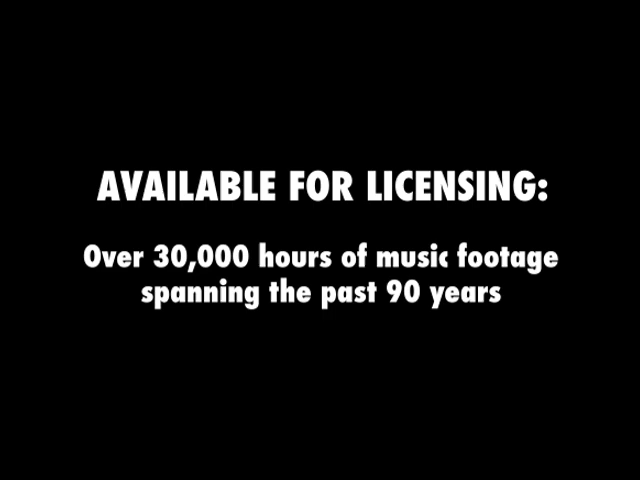 AVAILABLE FOR LICENSING:
Over 30,000 hours of music footage
spanning the past 90 years